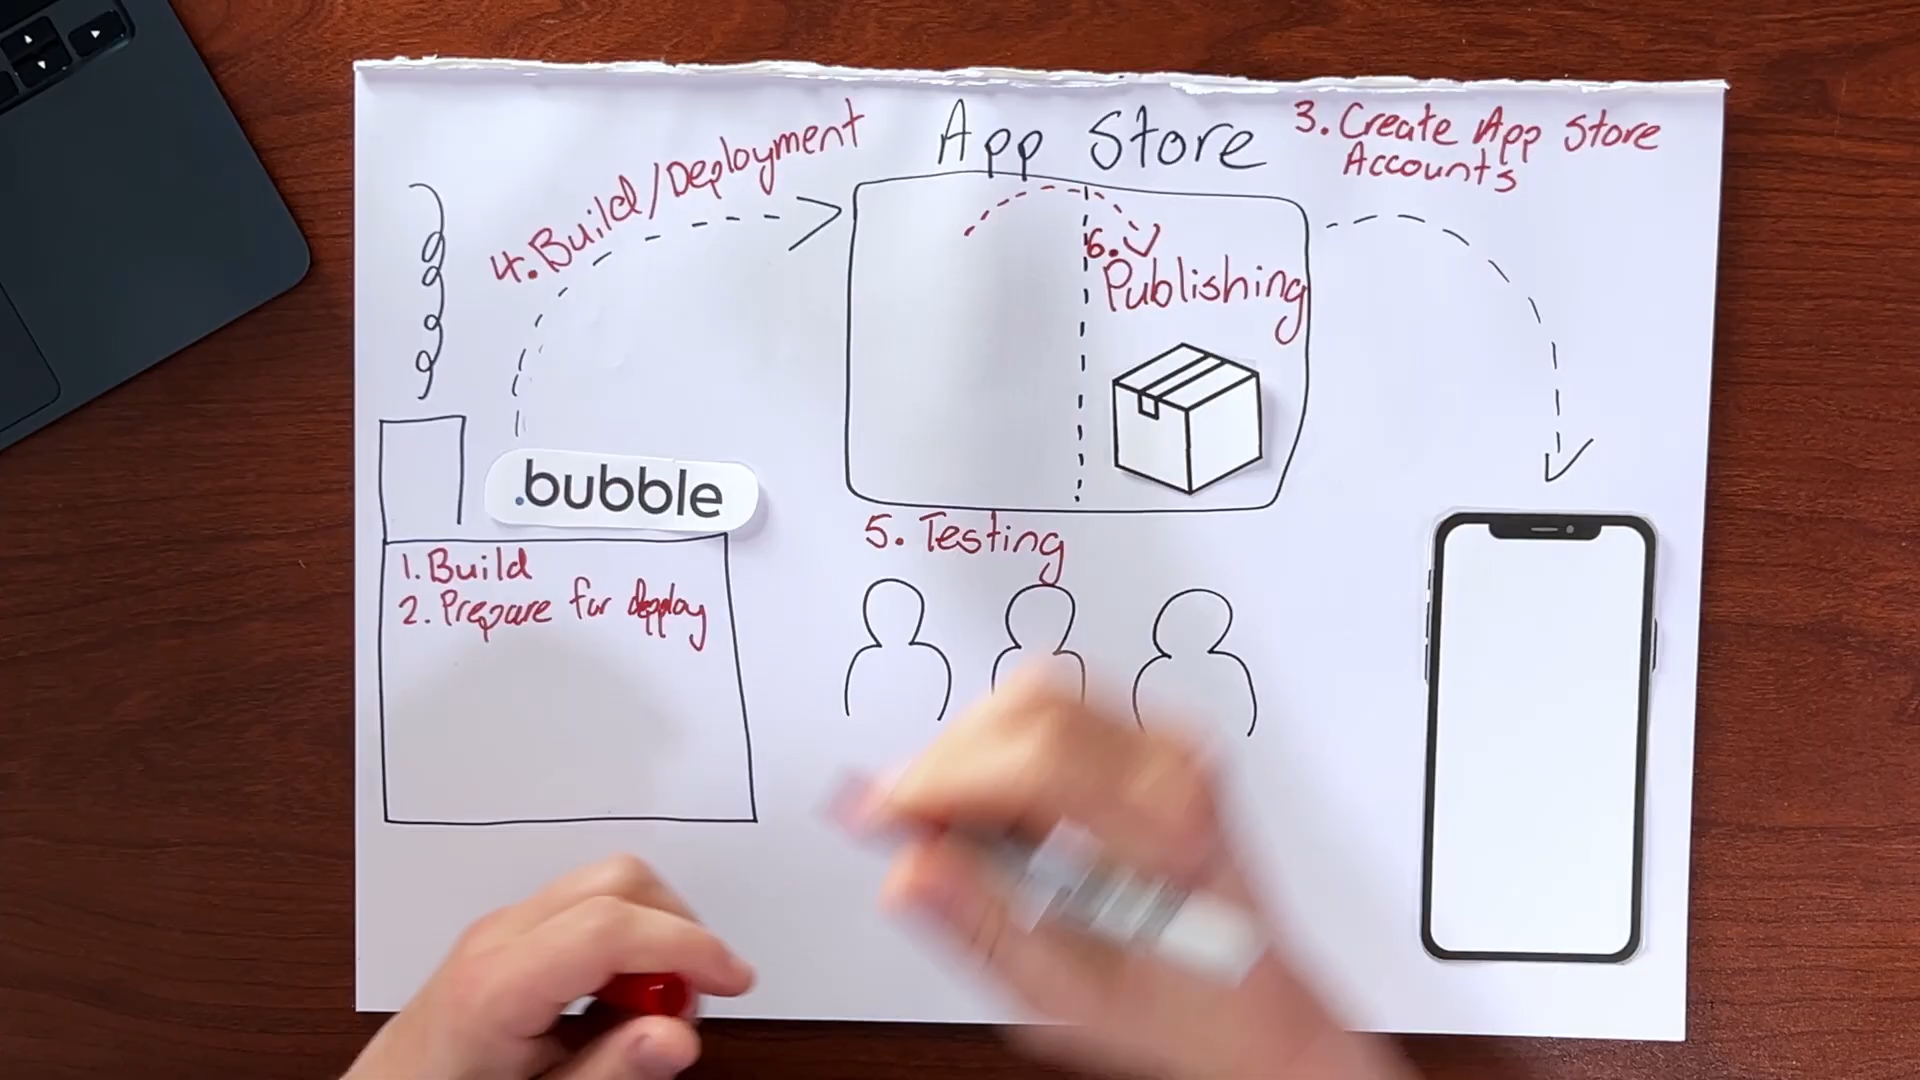 App Store
3. Create App Store
Accounts
4. Build/Deployment
6.
Publishing
.bubble
1. Build
2. Prepare for deploy
5. Testing